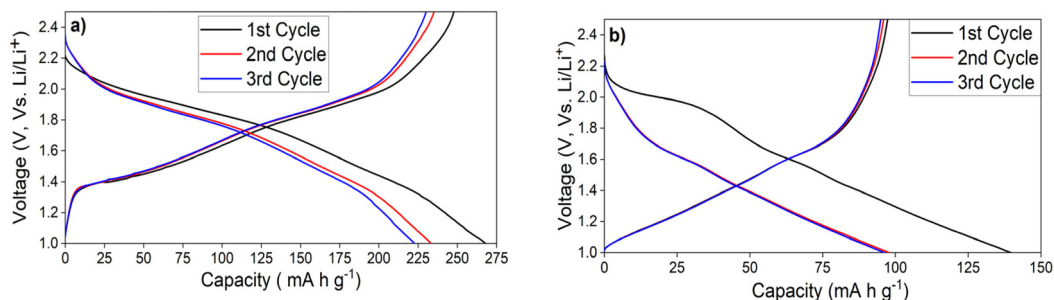 a)
1st Cycle
2nd Cycle
3rd Cycle
Voltage (V, Vs. Li/Li⁺)
2.4
2.2
2.0
1.8
1.6
1.4
1.2
1.0
0 25 50 75 100 125 150 175 200 225 250 275
Capacity ( mA h g⁻¹)
b)
1st Cycle
2nd Cycle
3rd Cycle
Voltage (V, Vs. Li/Li⁺)
2.4
2.2
2.0
1.8
1.6
1.4
1.2
1.0
0 25 50 75 100 125 150
Capacity (mA h g⁻¹)